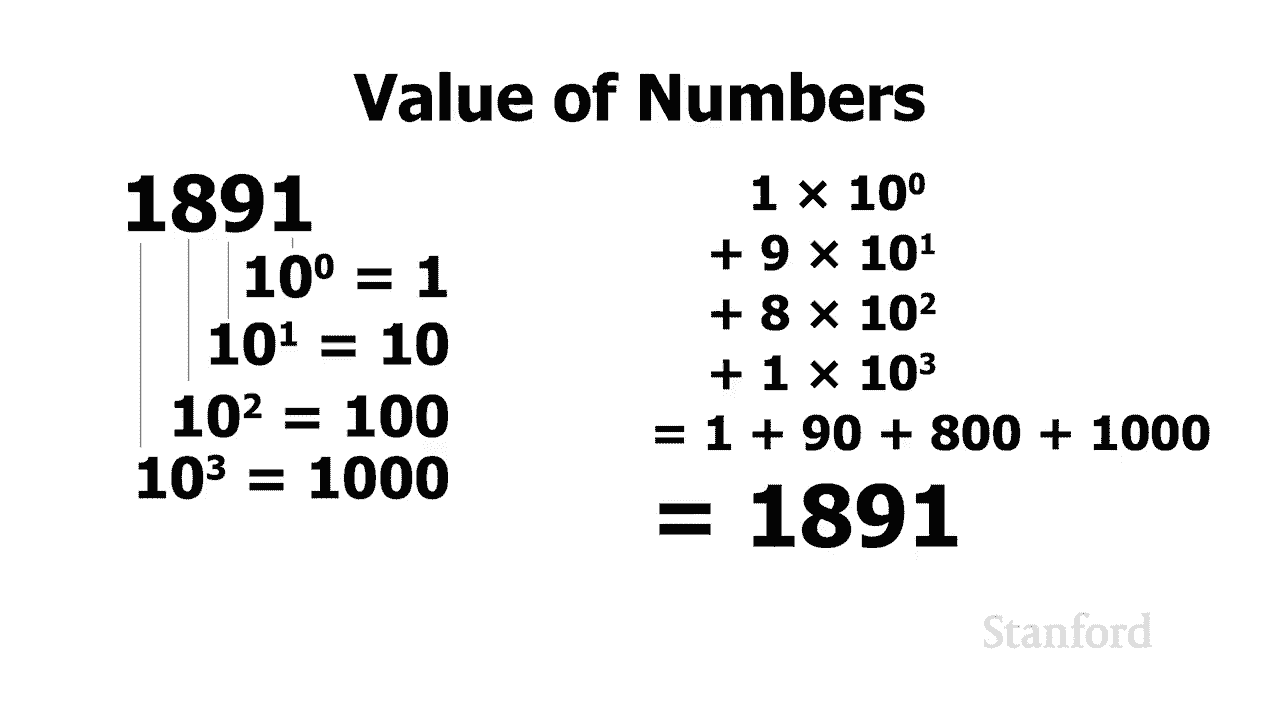 Value of Numbers
1891
10⁰ = 1
10¹ = 10
10² = 100
10³ = 1000
1 × 10⁰
+ 9 × 10¹
+ 8 × 10²
+ 1 × 10³
= 1 + 90 + 800 + 1000
= 1891
Stanford